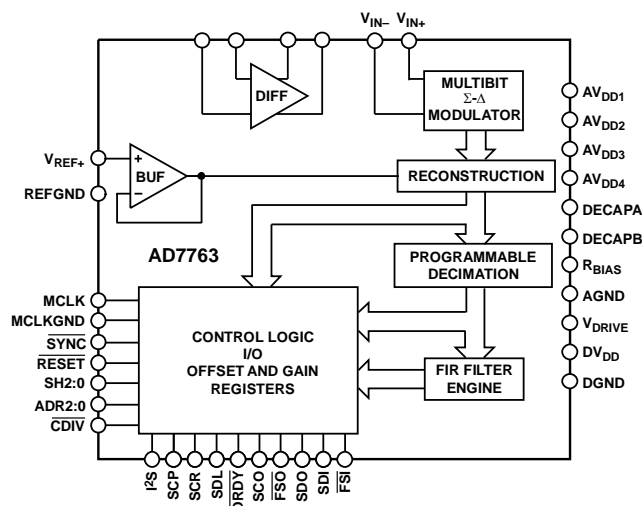 VIN– VIN+
DIFF
MULTIBIT
Σ-Δ
MODULATOR
AVDD1
AVDD2
AVDD3
AVDD4
DECAPA
DECAPB
RBIAS
AGND
VDRIVE
DVDD
DGND
VREF+
REFGND
+
BUF
–
RECONSTRUCTION
AD7763
PROGRAMMABLE
DECIMATION
MCLK
MCLKGND
SYNC
RESET
SH2:0
ADR2:0
CDIV
CONTROL LOGIC
I/O
OFFSET AND GAIN
REGISTERS
FIR FILTER
ENGINE
I2S
SCP
SCR
SDL
DRDY
SCO
FSO
SDO
SDI
FSI